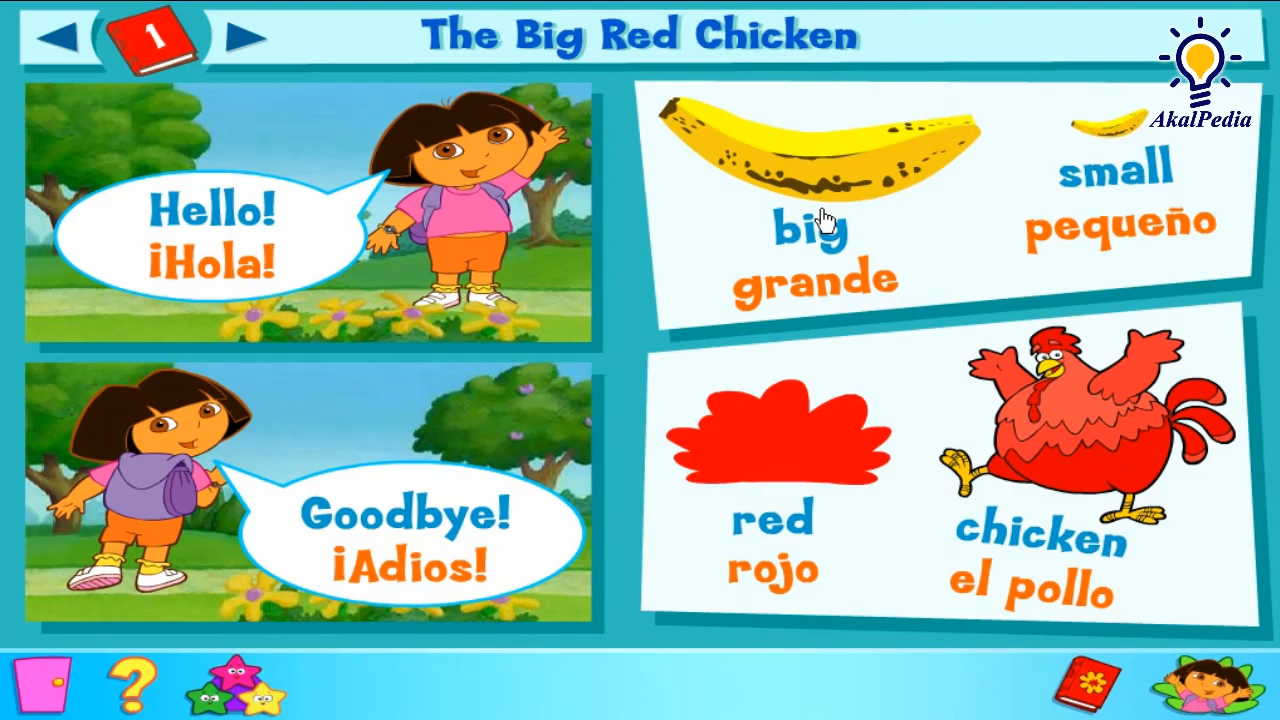 1
The Big Red Chicken
AkalPedia
Hello!
¡Hola!
big
grande
small
pequeño
Goodbye!
¡Adios!
red
rojo
chicken
el pollo
?